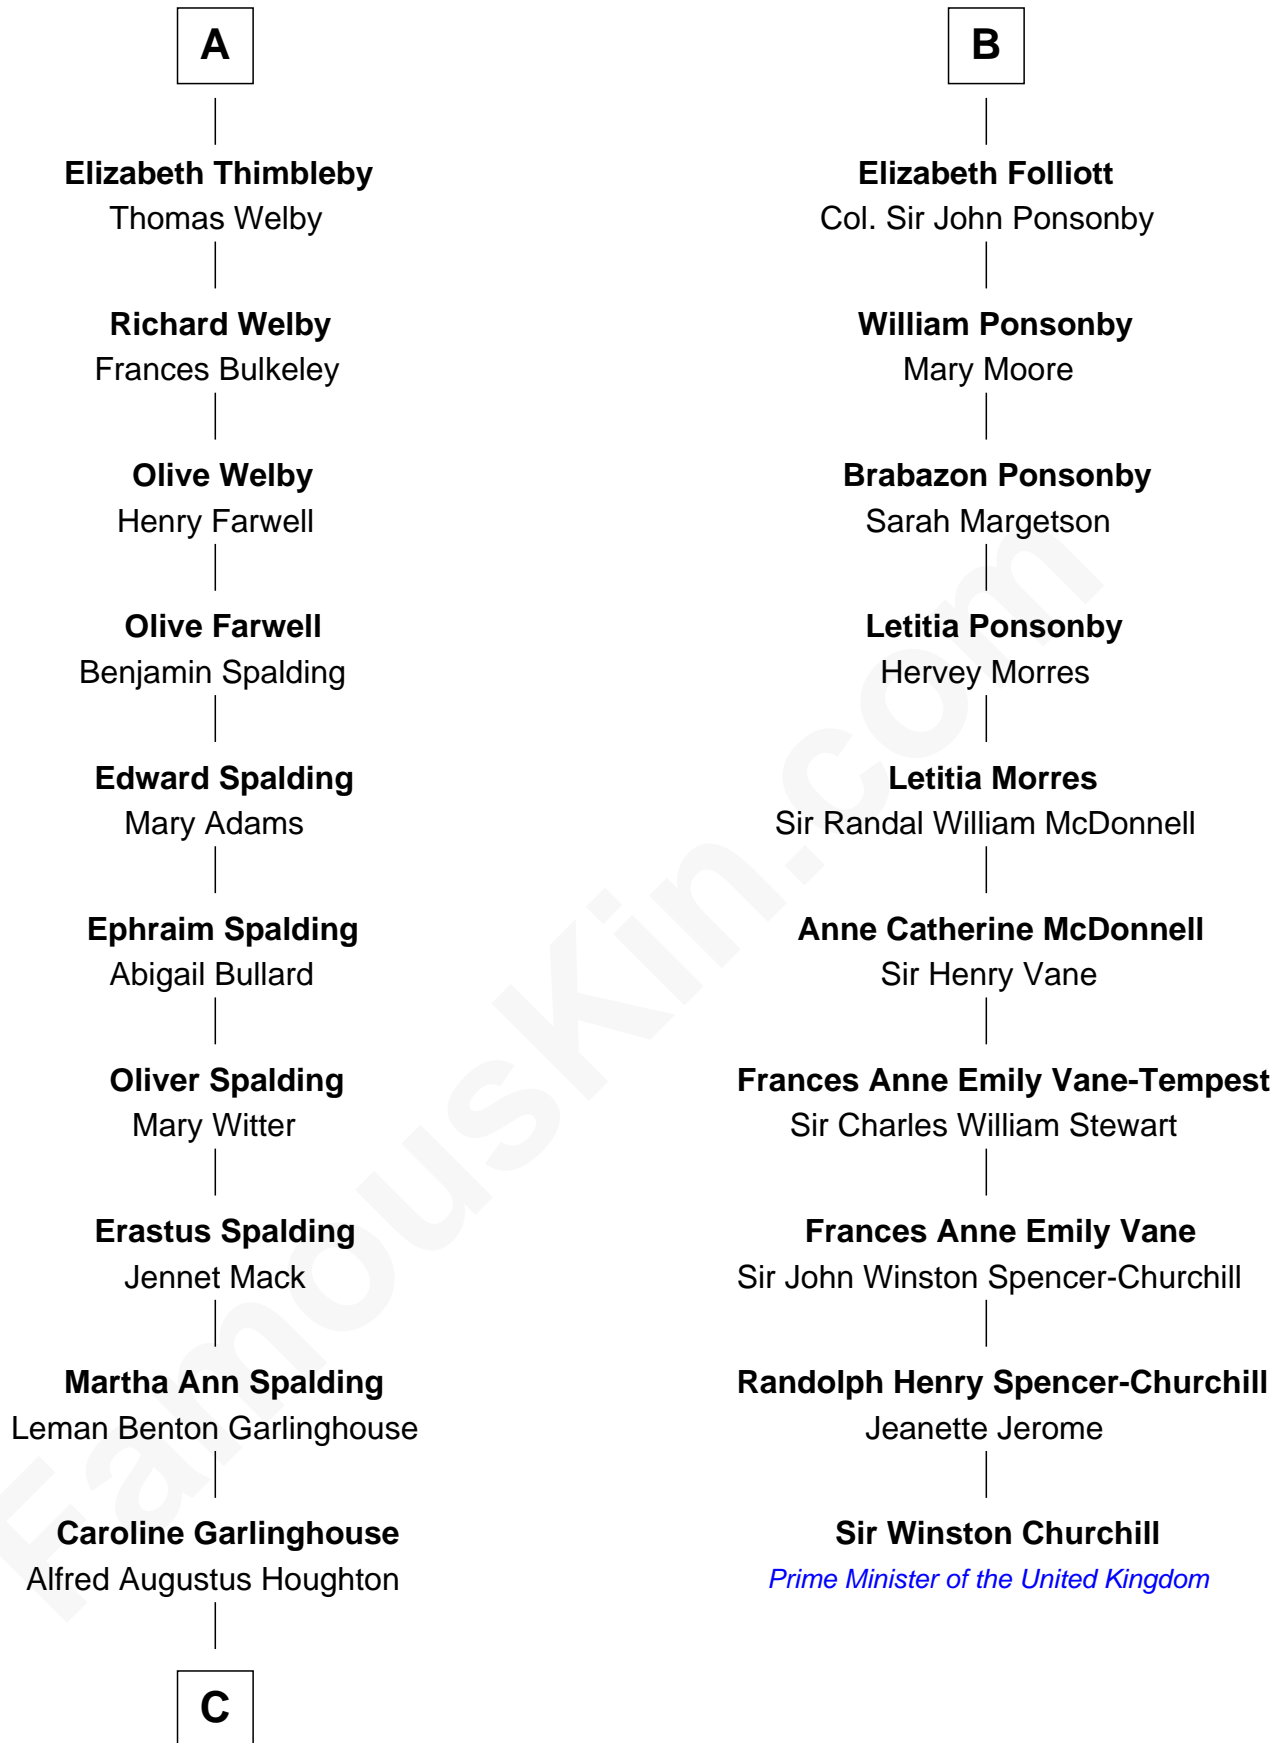 A
Elizabeth Thimbleby
Thomas Welby
Richard Welby
Frances Bulkeley
Olive Welby
Henry Farwell
Olive Farwell
Benjamin Spalding
Edward Spalding
Mary Adams
Ephraim Spalding
Abigail Bullard
Oliver Spalding
Mary Witter
Erastus Spalding
Jennet Mack
Martha Ann Spalding
Leman Benton Garlinghouse
Caroline Garlinghouse
Alfred Augustus Houghton
C
B
Elizabeth Folliott
Col. Sir John Ponsonby
William Ponsonby
Mary Moore
Brabazon Ponsonby
Sarah Margetson
Letitia Ponsonby
Hervey Morres
Letitia Morres
Sir Randal William McDonnell
Anne Catherine McDonnell
Sir Henry Vane
Frances Anne Emily Vane-Tempest
Sir Charles William Stewart
Frances Anne Emily Vane
Sir John Winston Spencer-Churchill
Randolph Henry Spencer-Churchill
Jeanette Jerome
Sir Winston Churchill
Prime Minister of the United Kingdom
FamousKin.com